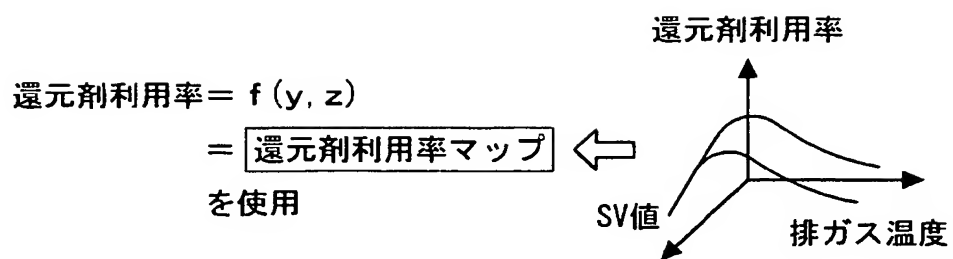 還元剤利用率
還元剤利用率= f (y, z)
= 還元剤利用率マップ
を使用
SV値
排ガス温度